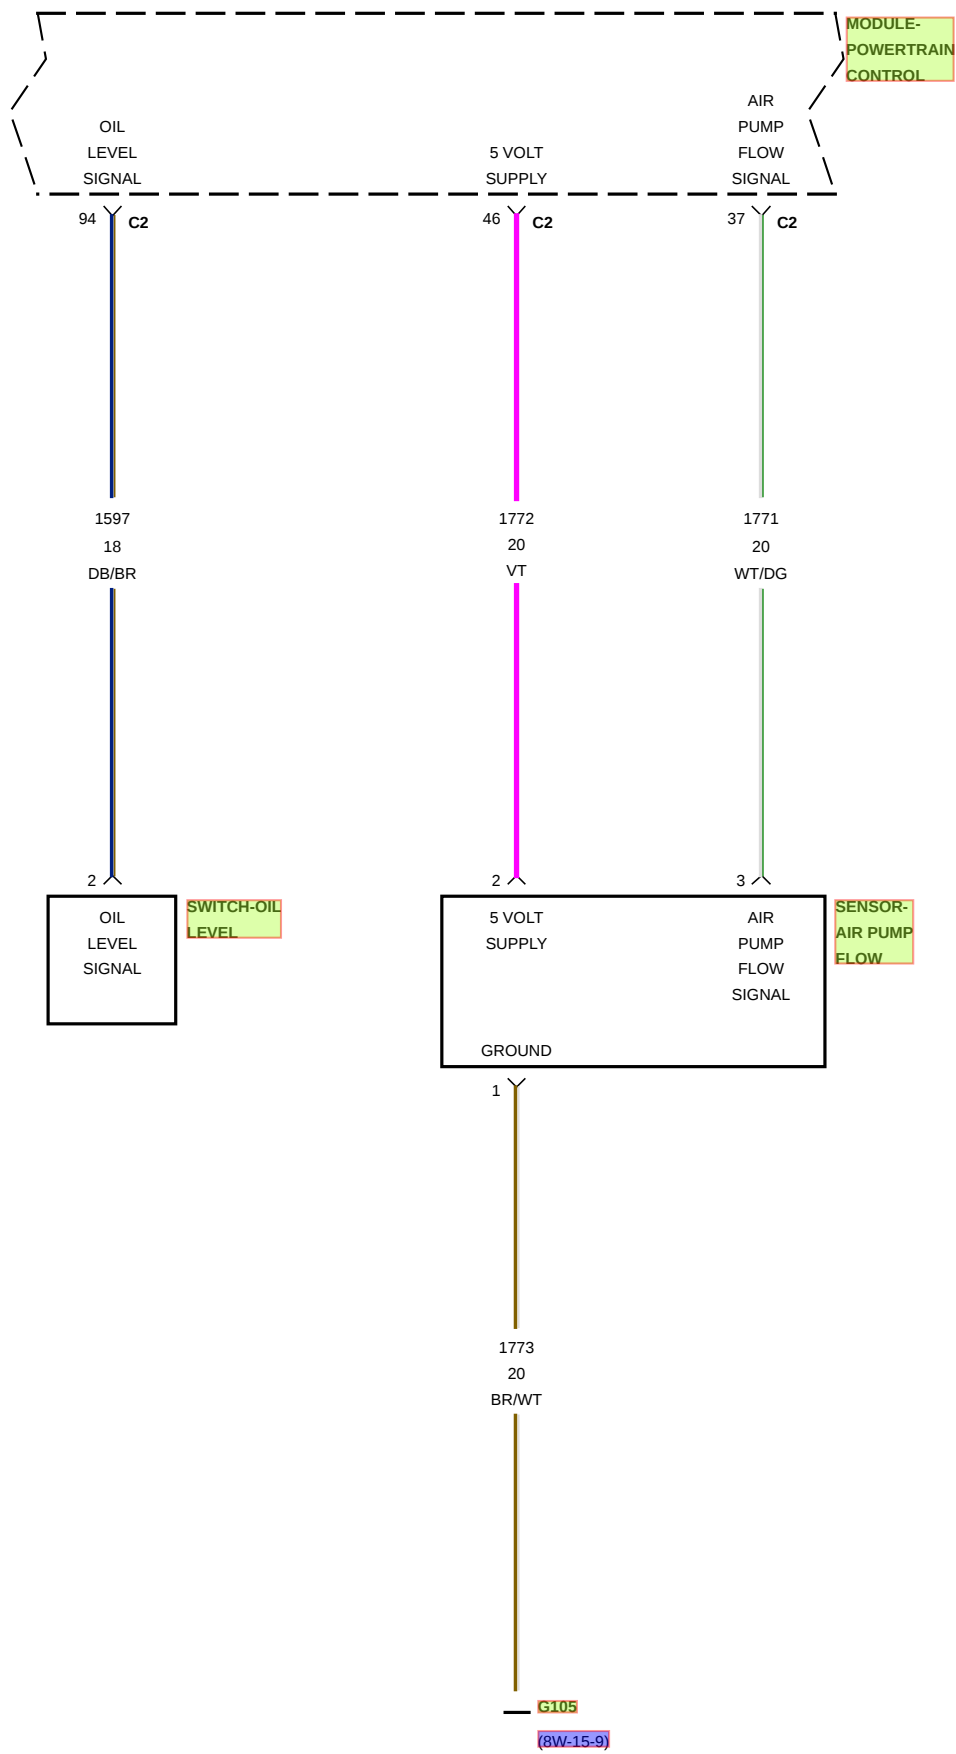 MODULE-
POWERTRAIN
CONTROL
OIL
LEVEL
SIGNAL
5 VOLT
SUPPLY
AIR
PUMP
FLOW
SIGNAL
94 C2
46 C2
37 C2
1597
18
DB/BR
1772
20
VT
1771
20
WT/DG
2
2
3
OIL
LEVEL
SIGNAL
SWITCH-OIL
LEVEL
5 VOLT
SUPPLY
AIR
PUMP
FLOW
SIGNAL
SENSOR-
AIR PUMP
FLOW
GROUND
1
1773
20
BR/WT
G105
(8W-15-9)